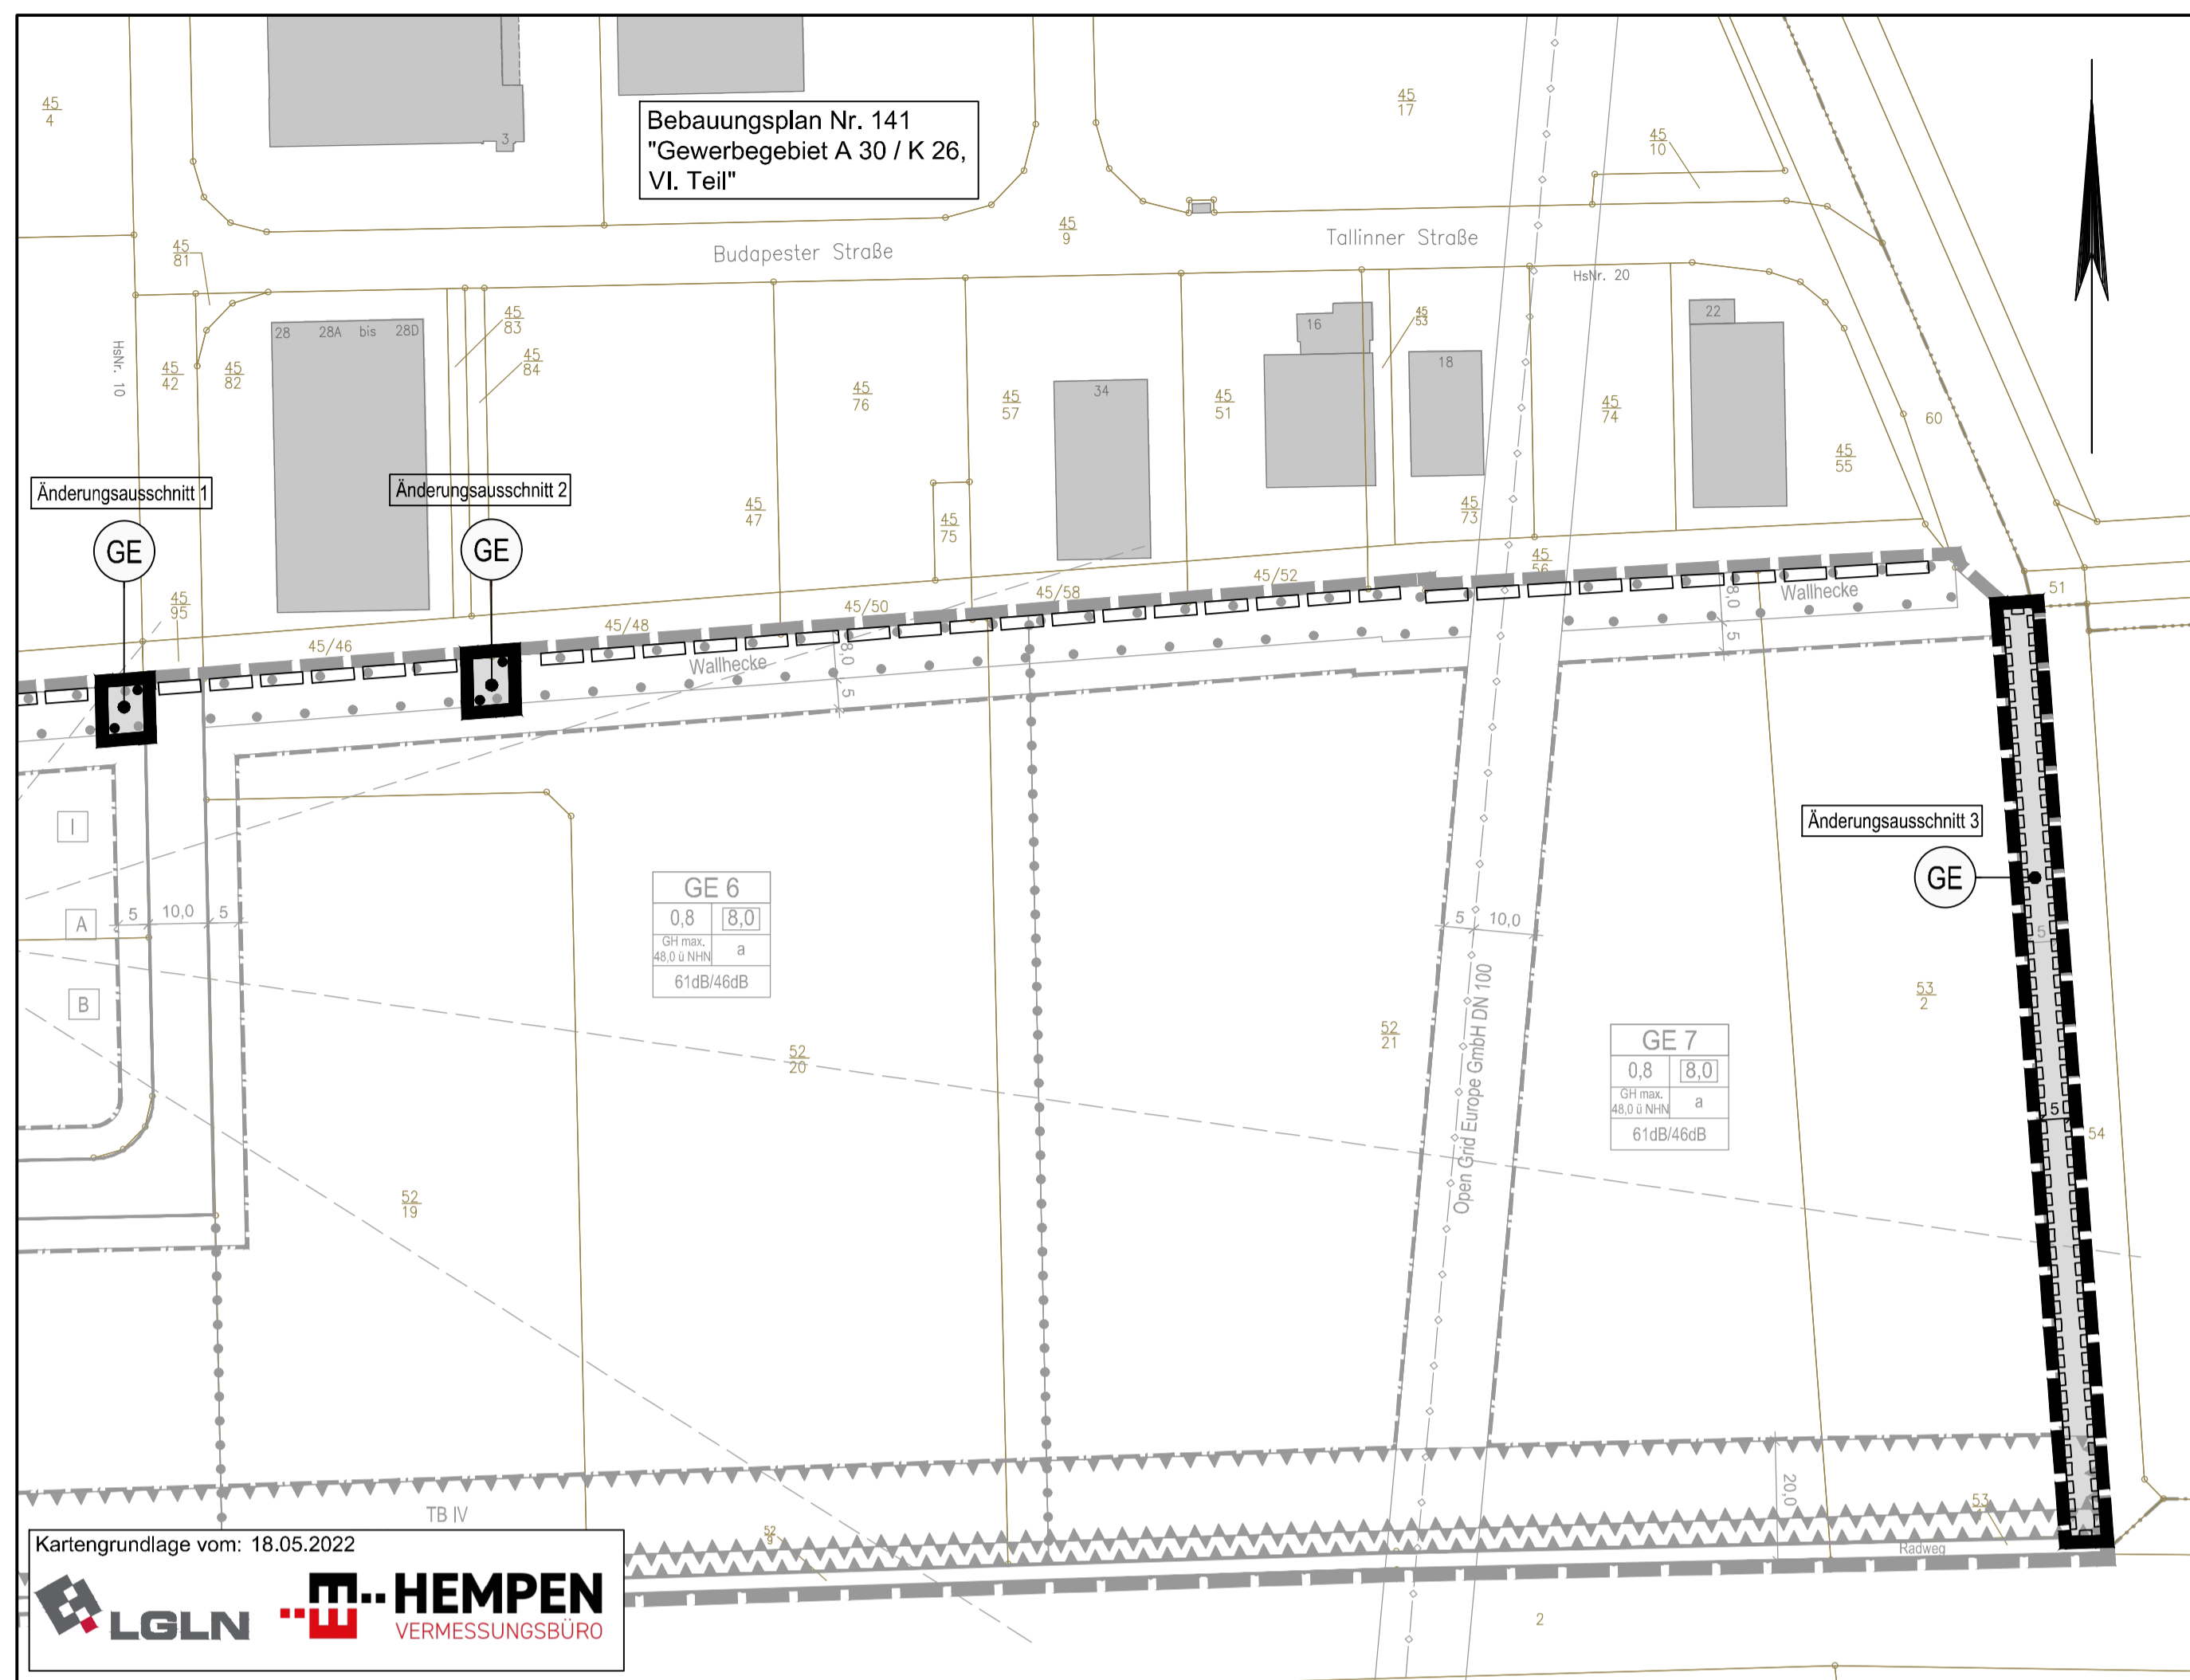 45
4
3
Bebauungsplan Nr. 141
"Gewerbegebiet A 30 / K 26,
VI. Teil"
45
17
45
10
45
81
Budapester Straße
45
9
Tallinner Straße
HsNr. 20
HsNr. 10
45
42
45
82
28 28A bis 28D
45
83
45
84
45
76
45
57
34
45
51
16
45
53
18
45
74
22
45
55
60
Änderungsausschnitt 1
GE
Änderungsausschnitt 2
GE
45
47
45
75
45
73
45
56
45
95
45/46
45/48
45/50
45/58
45/52
Wallhecke
8,0
5
8,0
5
Wallhecke
51
I
A
B
5 10,0 5
GE 6
0,8 8,0
GH max.
48,0 ü NHN
a
61dB/46dB
5 10,0
Open Grid Europe GmbH DN 100
Änderungsausschnitt 3
GE
5
5
53
2
54
52
20
52
21
52
19
GE 7
0,8 8,0
GH max.
48,0 ü NHN
a
61dB/46dB
TB IV
20,0
52
9
53
Radweg
2
Kartengrundlage vom: 18.05.2022
LGLN
HEMPEN
VERMESSUNGSBÜRO